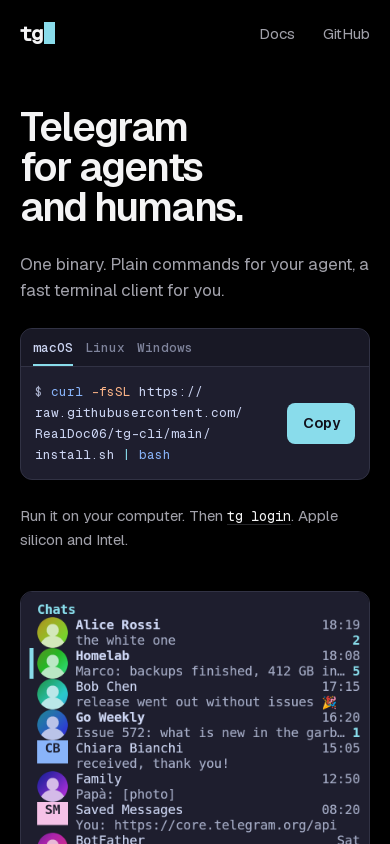 tg
Docs GitHub
Telegram
for agents
and humans.
One binary. Plain commands for your agent, a
fast terminal client for you.
macOS Linux Windows
$ curl -fsSL https://
raw.githubusercontent.com/
RealDoc06/tg-cli/main/
install.sh | bash
Copy
Run it on your computer. Then tg login. Apple
silicon and Intel.
Chats
Alice Rossi 18:19
the white one 2
Homelab 18:08
Marco: backups finished, 412 GB in… 5
Bob Chen 17:15
release went out without issues 🎉
Go Weekly 16:20
Issue 572: what is new in the garb… 1
CB Chiara Bianchi 15:05
received, thank you!
Family 12:50
Papà: [photo]
SM Saved Messages 08:20
You: https://core.telegram.org/api
BotFather Sat